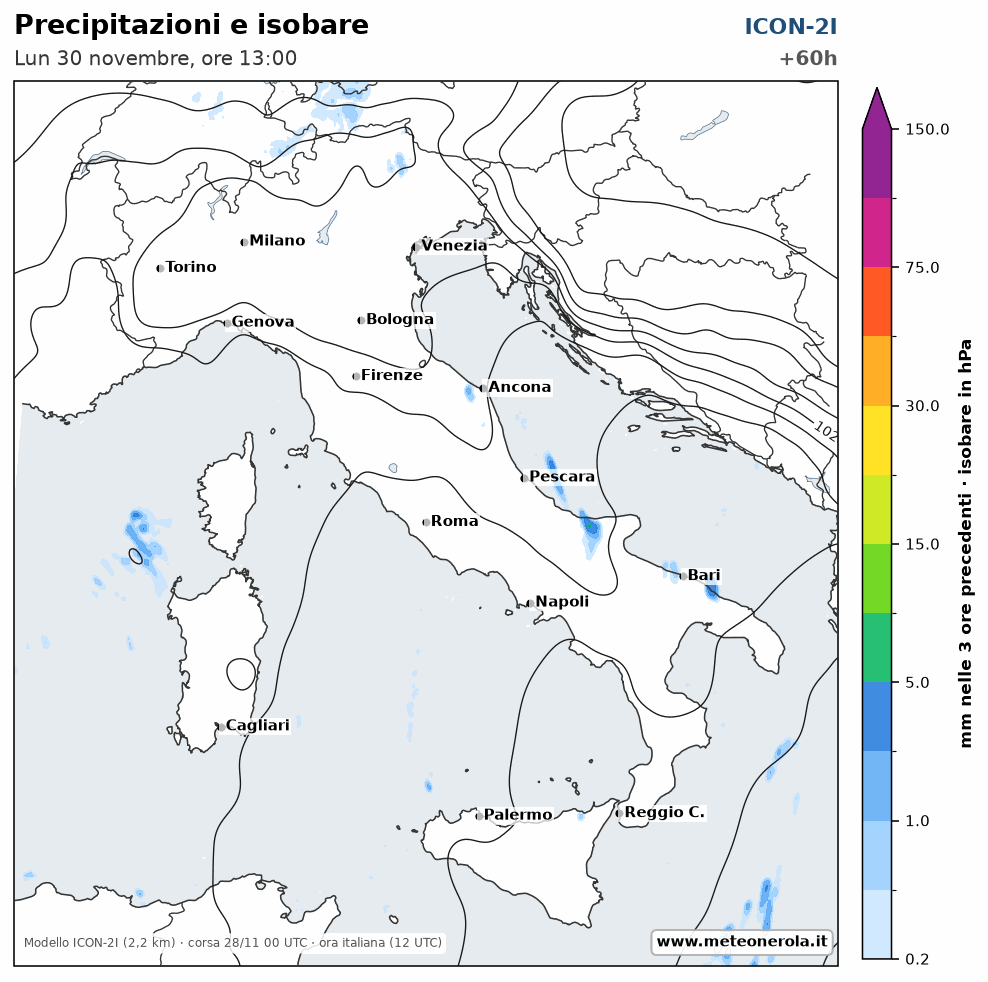 Precipitazioni e isobare
ICON-2I
Lun 30 novembre, ore 13:00
+60h
150.0
75.0
30.0
15.0
5.0
1.0
0.2
mm nelle 3 ore precedenti · isobare in hPa
Milano
Venezia
Torino
Genova
Bologna
Firenze
Ancona
102
Pescara
Roma
Bari
Napoli
Cagliari
Palermo
Reggio C.
Modello ICON-2I (2,2 km) · corsa 28/11 00 UTC · ora italiana (12 UTC)
www.meteonerola.it